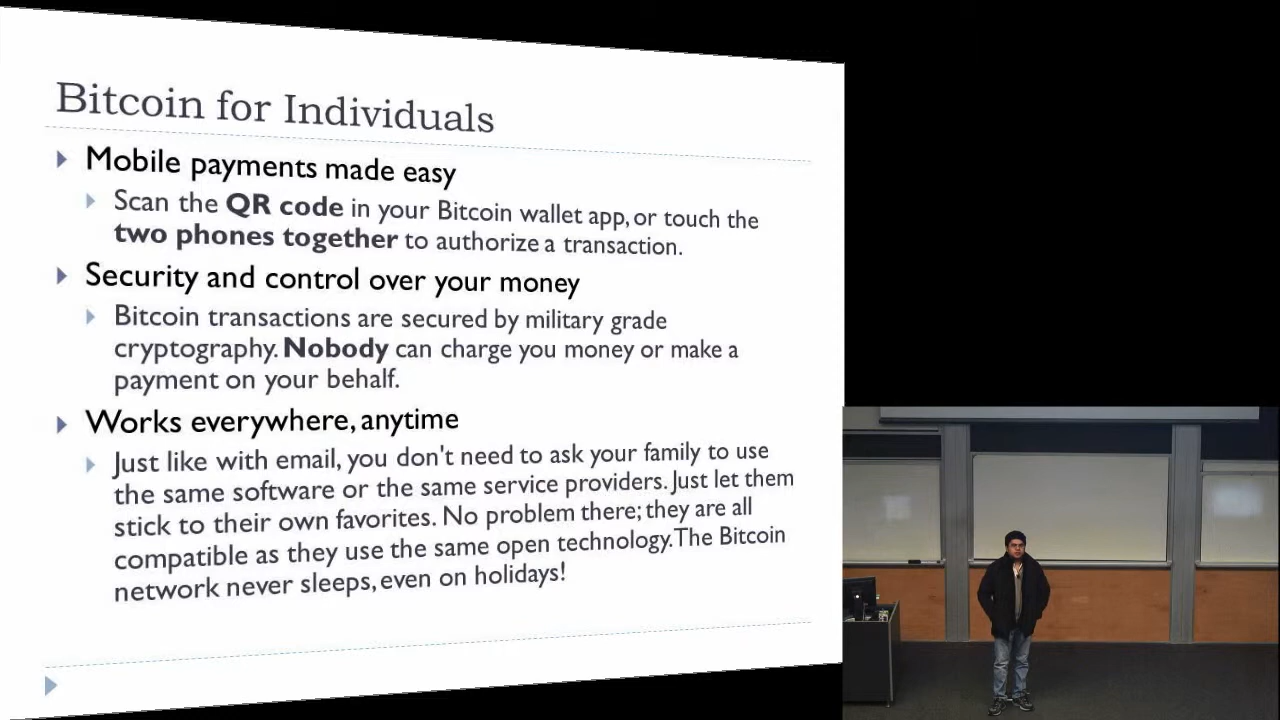 Bitcoin for Individuals
Mobile payments made easy
Scan the QR code in your Bitcoin wallet app, or touch the
two phones together to authorize a transaction.
Security and control over your money
Bitcoin transactions are secured by military grade
cryptography. Nobody can charge you money or make a
payment on your behalf.
Works everywhere, anytime
Just like with email, you don't need to ask your family to use
the same software or the same service providers. Just let them
stick to their own favorites. No problem there; they are all
compatible as they use the same open technology. The Bitcoin
network never sleeps, even on holidays!